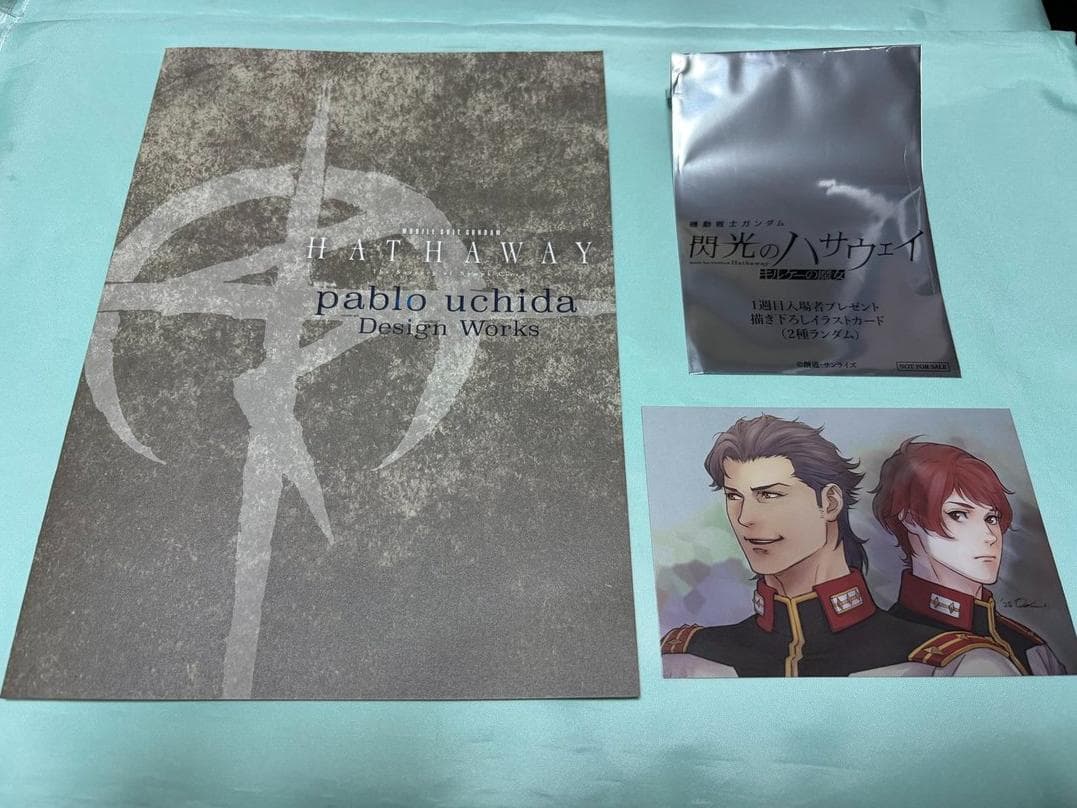 MOBILE SUIT GUNDAM
HATHAWAY
pablo uchida
Design Works
機動戦士ガンダム
閃光のハサウェイ
Hathaway
キルケーの魔女
1週目入場者プレゼント
描き下ろしイラストカード
(2種ランダム)
©創通・サンライズ
NOT FOR SALE